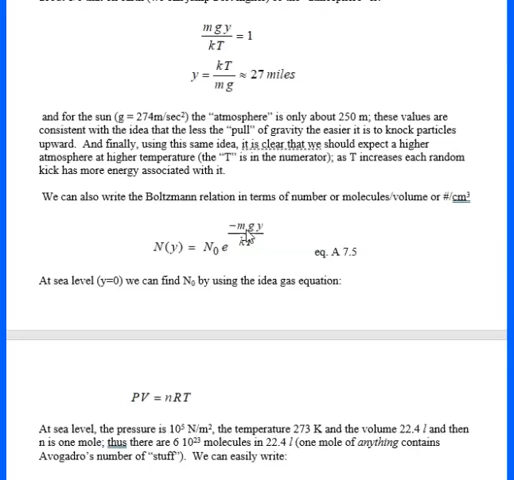 mgy
kT
= 1
y = kT
mg
≈ 27 miles
and for the sun (g = 274m/sec²) the “atmosphere” is only about 250 m; these values are
consistent with the idea that the less the “pull” of gravity the easier it is to knock particles
upward. And finally, using this same idea, it is clear that we should expect a higher
atmosphere at higher temperature (the “T” is in the numerator); as T increases each random
kick has more energy associated with it.
We can also write the Boltzmann relation in terms of number or molecules/volume or #/cm³
N(y) = N₀ e
−mgy
eq. A 7.5
At sea level (y=0) we can find N₀ by using the idea gas equation:
PV = nRT
At sea level, the pressure is 10⁵ N/m², the temperature 273 K and the volume 22.4 l and then
n is one mole; thus there are 6 10²³ molecules in 22.4 l (one mole of anything contains
Avogadro’s number of “stuff”). We can easily write: